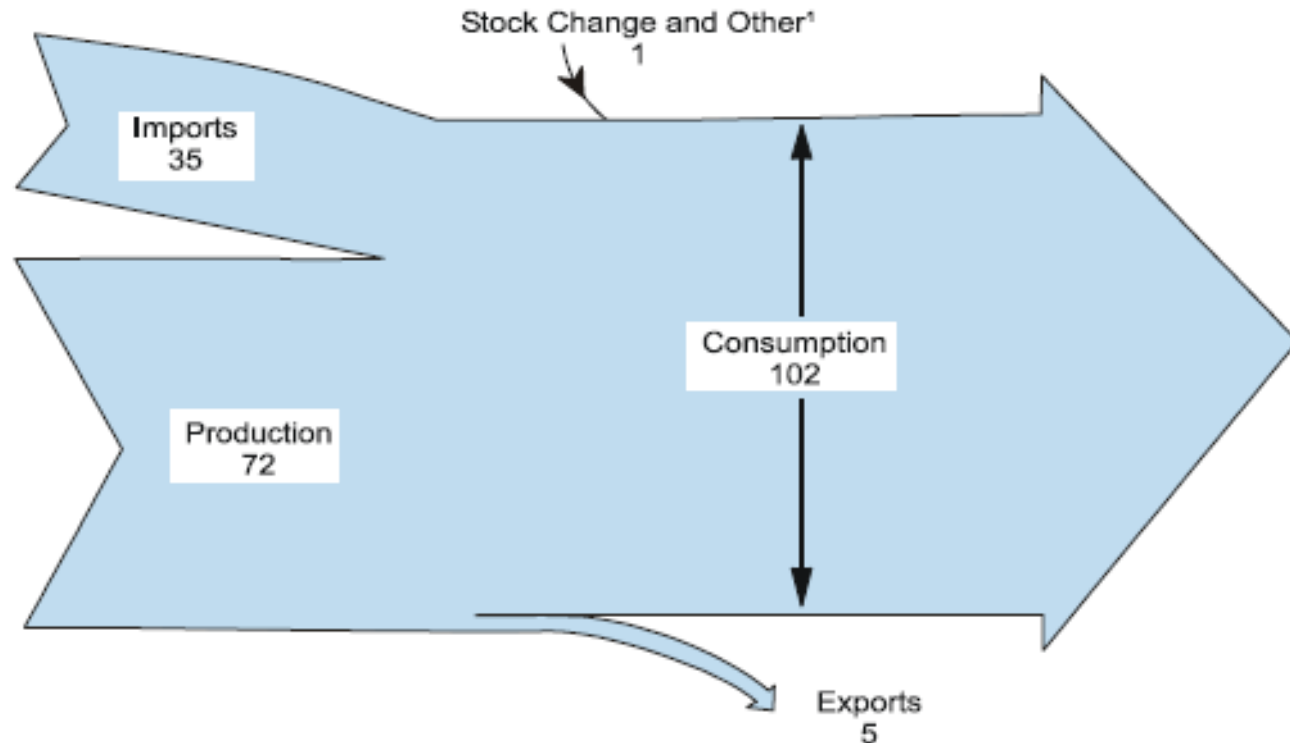 Stock Change and Other¹
1
Imports
35
Consumption
102
Production
72
Exports
5